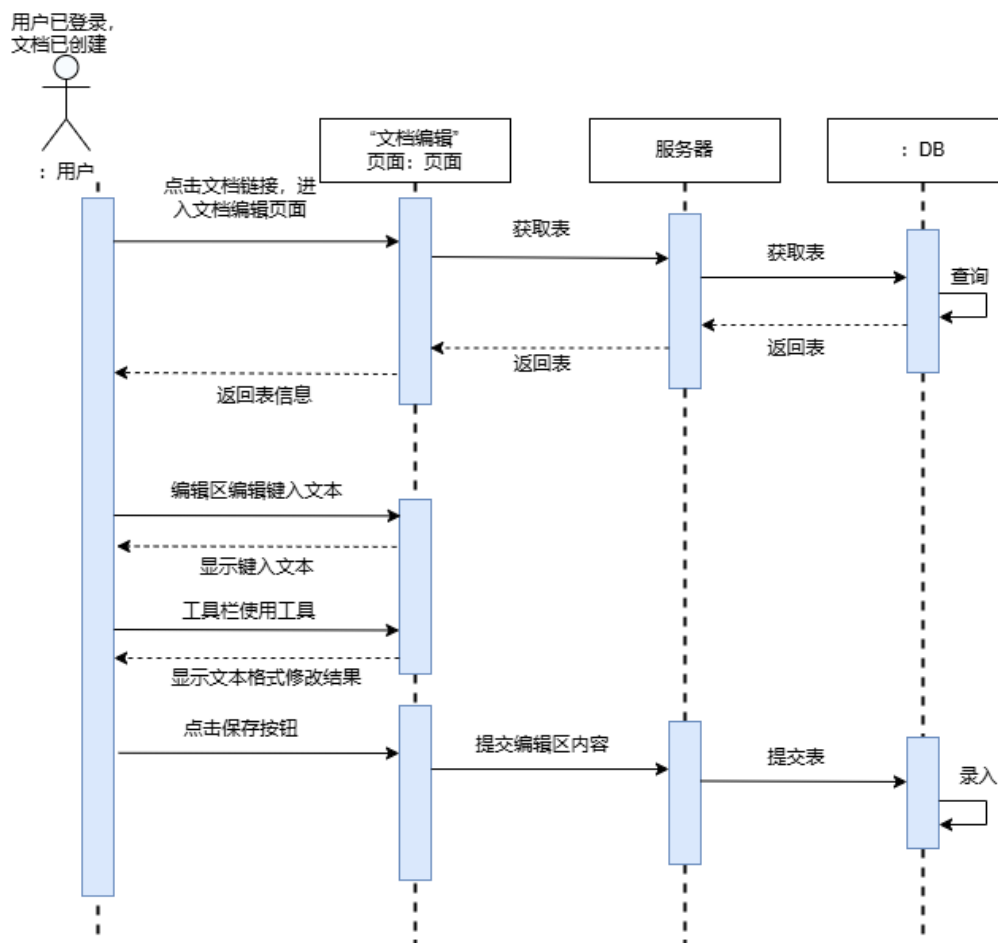 用户已登录，
文档已创建
：用户
“文档编辑”
页面：页面
服务器
：DB
点击文档链接，进
入文档编辑页面
获取表
获取表
查询
返回表
返回表
返回表信息
编辑区编辑键入文本
显示键入文本
工具栏使用工具
显示文本格式修改结果
点击保存按钮
提交编辑区内容
提交表
录入